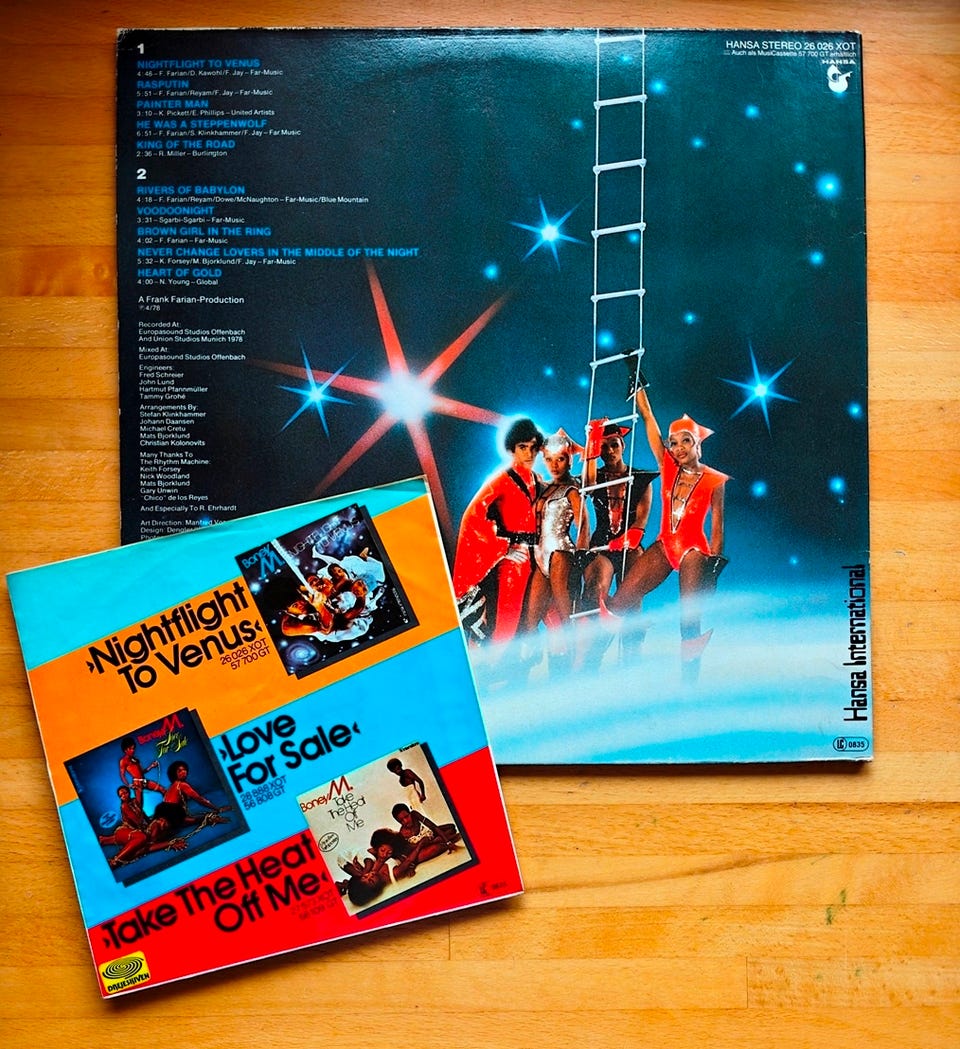 1
NIGHTFLIGHT TO VENUS
4:46 – F. Farian/D. Kawohl/F. Jay – Far-Music
RASPUTIN
5:51 – F. Farian/Reyam/F. Jay – Far-Music
PAINTER MAN
3:10 – K. Pickett/E. Phillips – United Artists
HE WAS A STEPPENWOLF
6:51 – F. Farian/S. Klinkhammer/F. Jay – Far Music
KING OF THE ROAD
2:36 – R. Miller – Burlington
2
RIVERS OF BABYLON
4:18 – F. Farian/Reyam/Dowe/McNaughton – Far-Music/Blue Mountain
VOODOONIGHT
3:31 – Sgarbi-Sgarbi – Far-Music
BROWN GIRL IN THE RING
4:02 – F. Farian – Far-Music
NEVER CHANGE LOVERS IN THE MIDDLE OF THE NIGHT
5:32 – K. Forsey/M. Bjorklund/F. Jay – Far-Music
HEART OF GOLD
4:00 – N. Young – Global
A Frank Farian-Production
℗ 4/78
Recorded At:
Europasound Studios Offenbach
And Union Studios Munich 1978
Mixed At:
Europasound Studios Offenbach
Engineers:
Fred Schreier
John Lund
Hartmut Pfannmüller
Tammy Grohé
Arrangements By:
Stefan Klinkhammer
Johann Daansen
Michael Cretu
Mats Bjorklund
Christian Kolonovits
Many Thanks To
The Rhythm Machine:
Keith Forsey
Nick Woodland
Mats Bjorklund
Gary Unwin
"Chico" de los Reyes
And Especially To R. Ehrhardt
Art Direction: Manfred
Design:
HANSA STEREO 26 026 XOT
Auch als MusiCassette 57 700 GT erhältlich
HANSA
Hansa International
LC 0835
›Nightflight
To Venus‹
26 026 XOT
57 700 GT
Boney M.
NIGHTFLIGHT
TO VENUS
›Love
For Sale‹
28 888 XOT
56 808 GT
Boney M.
Love
For Sale
›Take The Heat
Off Me‹
Boney M.
Take
The Heat
Off
Me
DREJESKIVEN